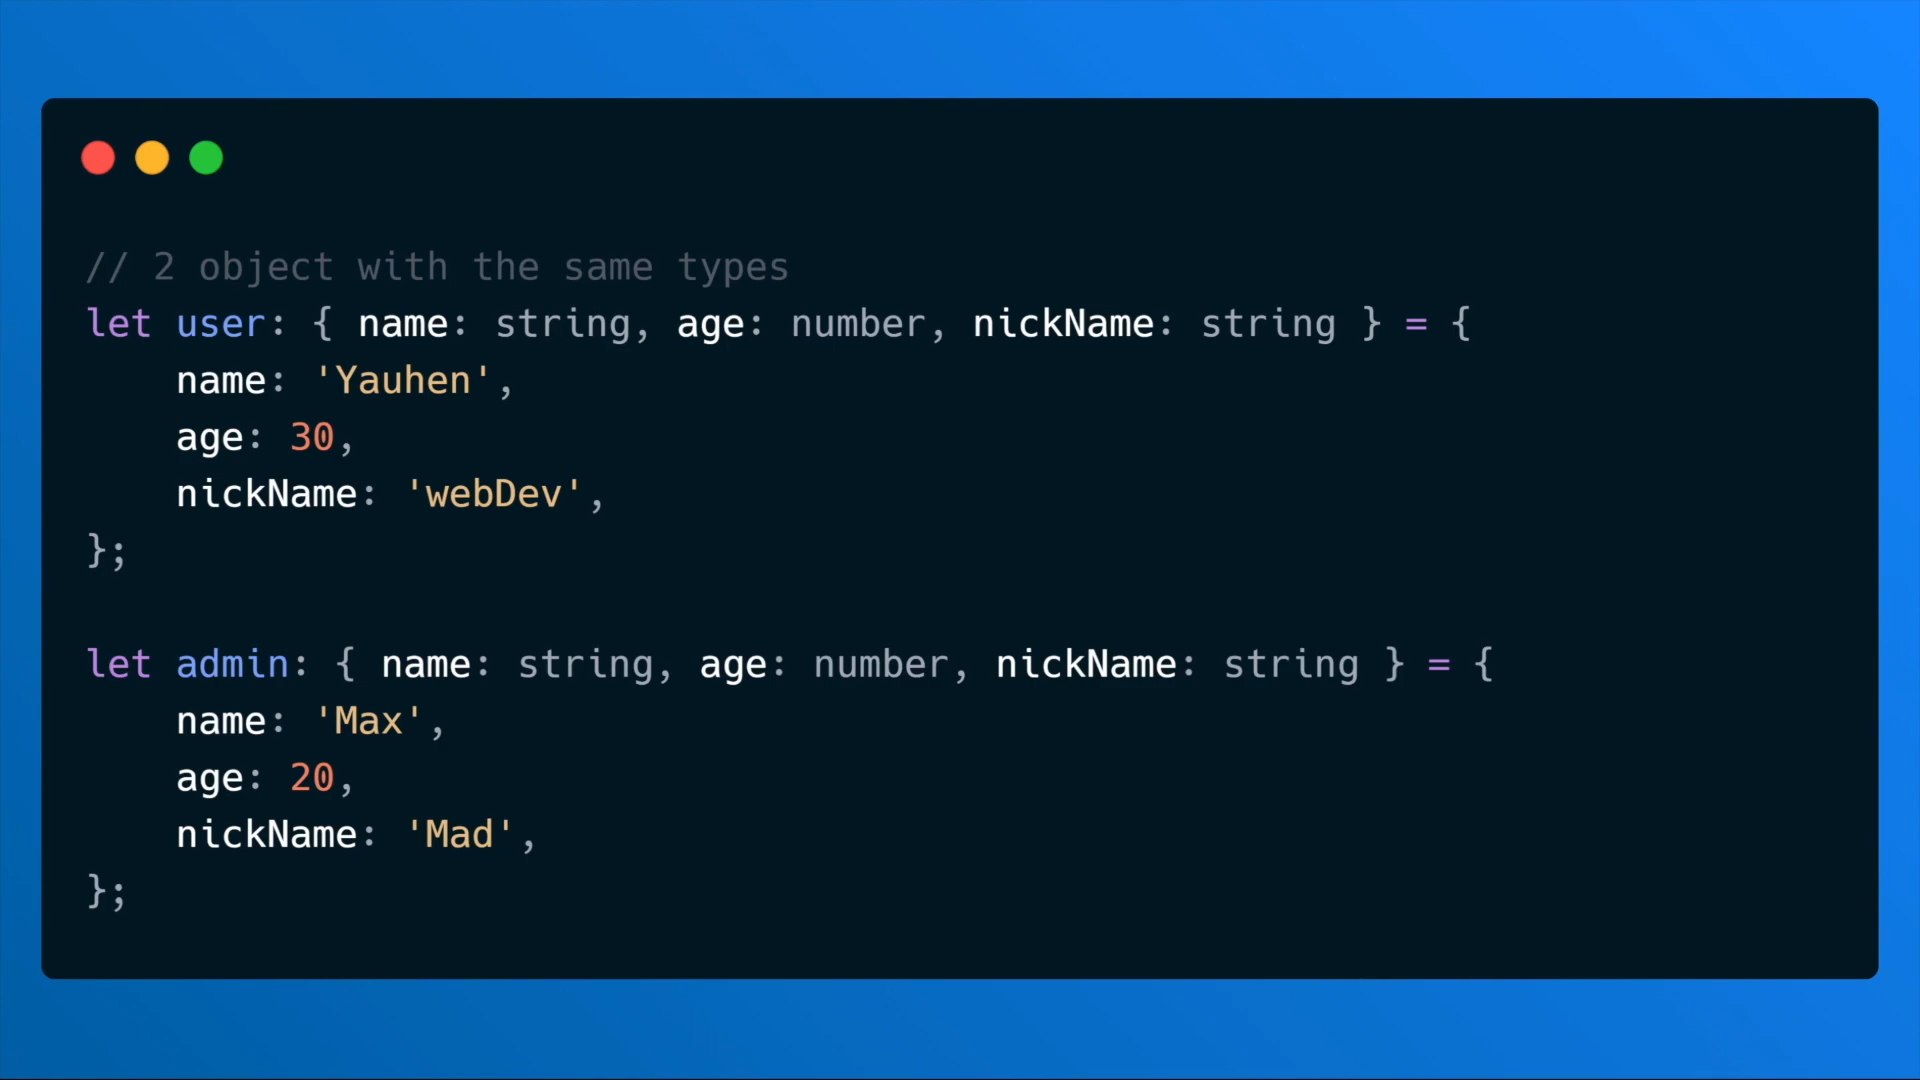 // 2 object with the same types
let user: { name: string, age: number, nickName: string } = {
    name: 'Yauhen',
    age: 30,
    nickName: 'webDev',
};

let admin: { name: string, age: number, nickName: string } = {
    name: 'Max',
    age: 20,
    nickName: 'Mad',
};